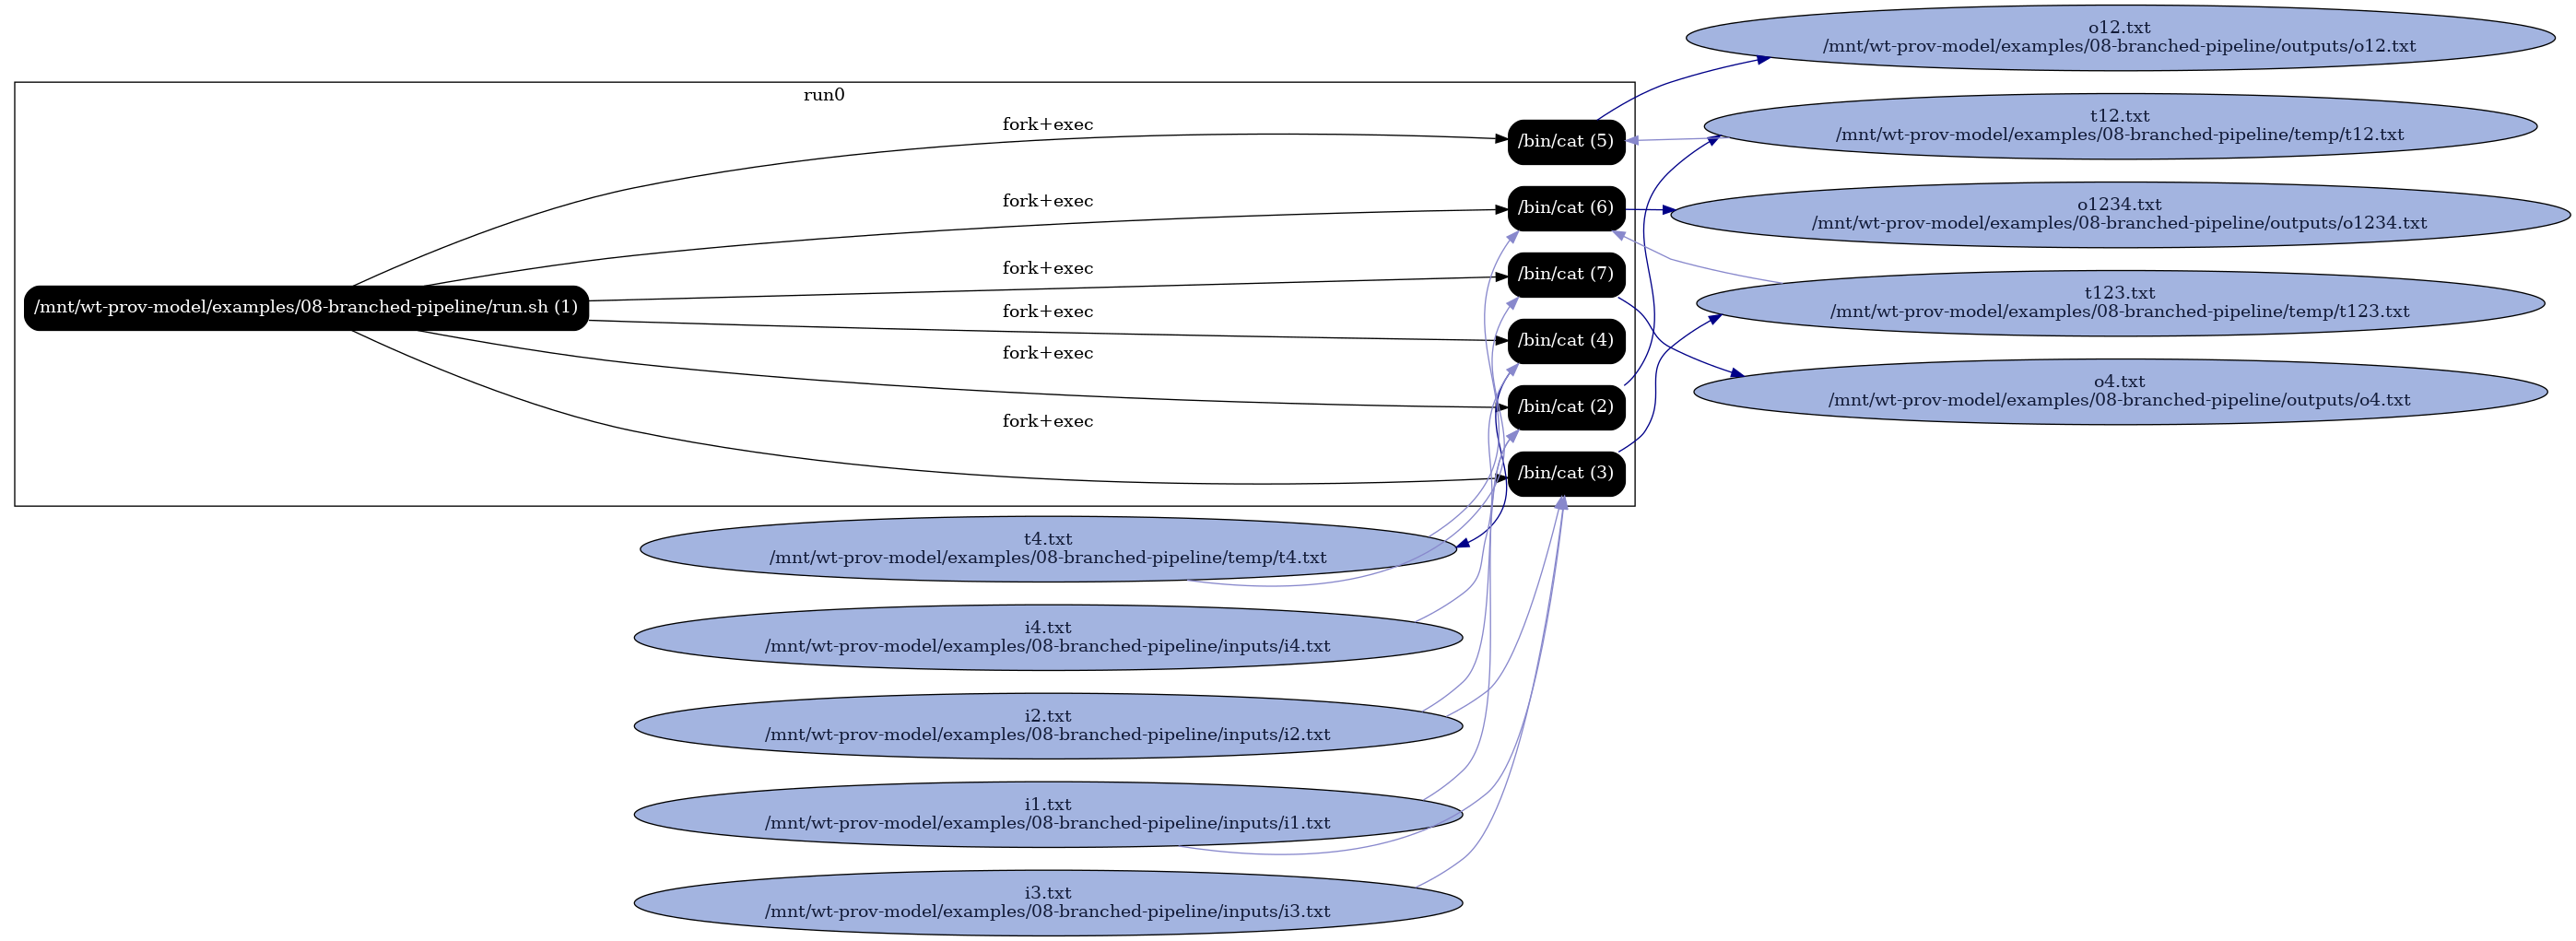 run0
fork+exec
fork+exec
fork+exec
fork+exec
fork+exec
fork+exec
/mnt/wt-prov-model/examples/08-branched-pipeline/run.sh (1)
/bin/cat (5)
/bin/cat (6)
/bin/cat (7)
/bin/cat (4)
/bin/cat (2)
/bin/cat (3)
o12.txt
/mnt/wt-prov-model/examples/08-branched-pipeline/outputs/o12.txt
t12.txt
/mnt/wt-prov-model/examples/08-branched-pipeline/temp/t12.txt
o1234.txt
/mnt/wt-prov-model/examples/08-branched-pipeline/outputs/o1234.txt
t123.txt
/mnt/wt-prov-model/examples/08-branched-pipeline/temp/t123.txt
o4.txt
/mnt/wt-prov-model/examples/08-branched-pipeline/outputs/o4.txt
t4.txt
/mnt/wt-prov-model/examples/08-branched-pipeline/temp/t4.txt
i4.txt
/mnt/wt-prov-model/examples/08-branched-pipeline/inputs/i4.txt
i2.txt
/mnt/wt-prov-model/examples/08-branched-pipeline/inputs/i2.txt
i1.txt
/mnt/wt-prov-model/examples/08-branched-pipeline/inputs/i1.txt
i3.txt
/mnt/wt-prov-model/examples/08-branched-pipeline/inputs/i3.txt